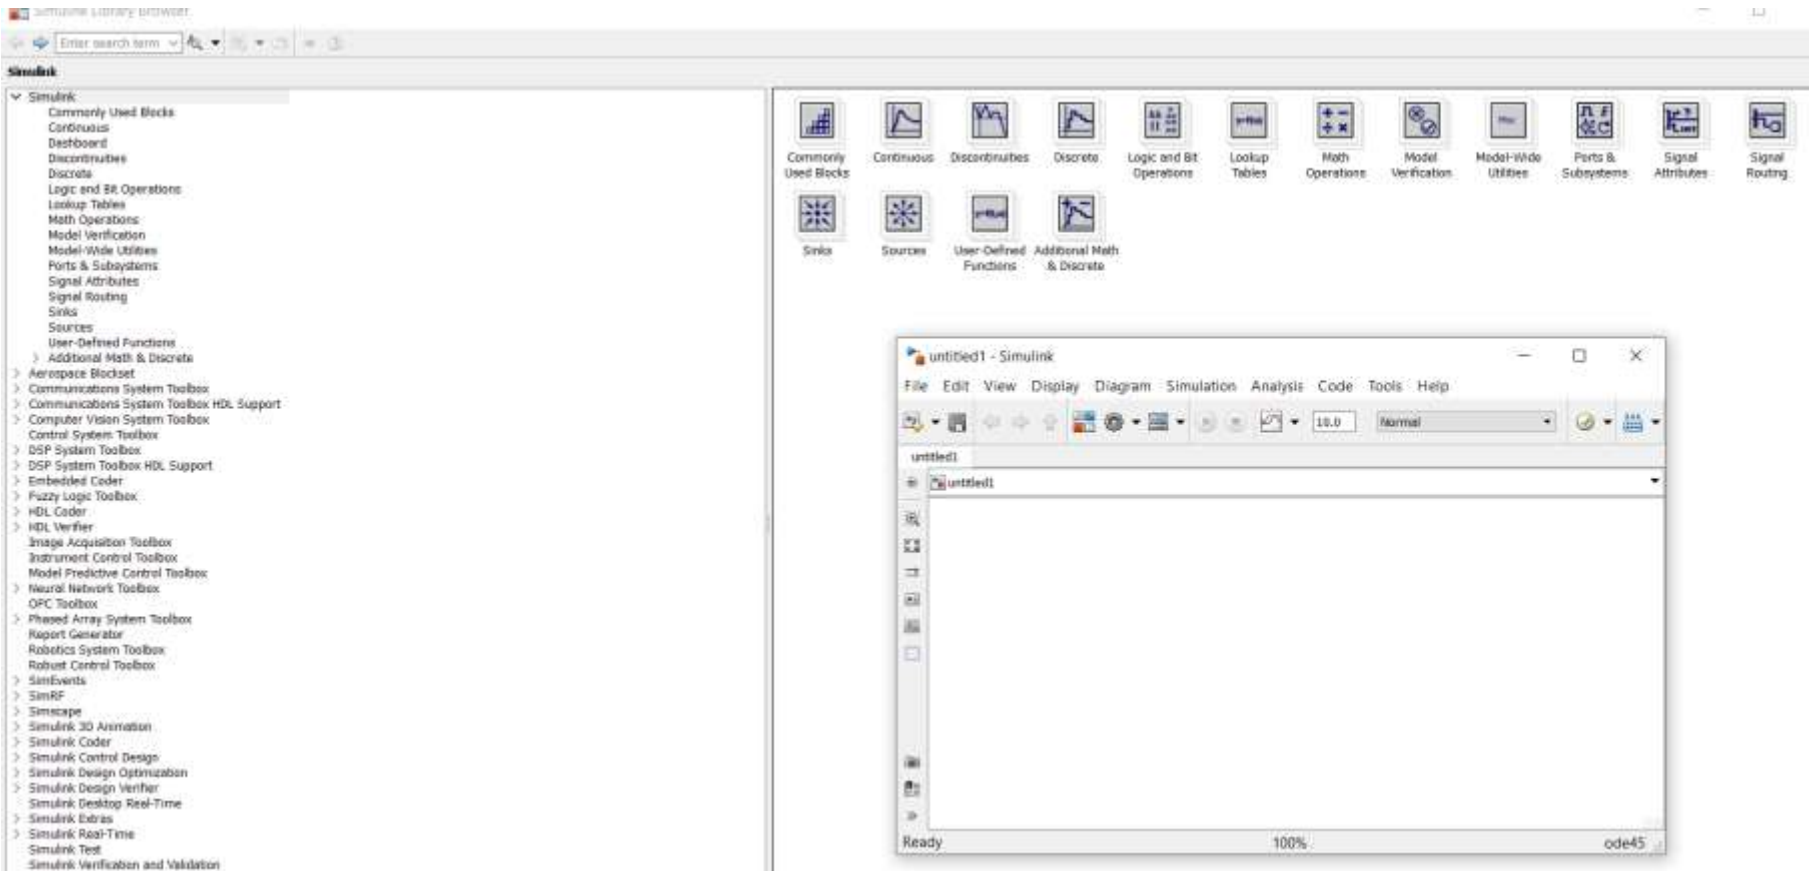 Simulink Library Browser
Enter search term
Simulink
Simulink
Commonly Used Blocks
Continuous
Dashboard
Discontinuities
Discrete
Logic and Bit Operations
Lookup Tables
Math Operations
Model Verification
Model-Wide Utilities
Ports & Subsystems
Signal Attributes
Signal Routing
Sinks
Sources
User-Defined Functions
Additional Math & Discrete
Aerospace Blockset
Communications System Toolbox
Communications System Toolbox HDL Support
Computer Vision System Toolbox
Control System Toolbox
DSP System Toolbox
DSP System Toolbox HDL Support
Embedded Coder
Fuzzy Logic Toolbox
HDL Coder
HDL Verifier
Image Acquisition Toolbox
Instrument Control Toolbox
Model Predictive Control Toolbox
Neural Network Toolbox
OPC Toolbox
Phased Array System Toolbox
Report Generator
Robotics System Toolbox
Robust Control Toolbox
SimEvents
SimRF
Simscape
Simulink 3D Animation
Simulink Coder
Simulink Control Design
Simulink Design Optimization
Simulink Design Verifier
Simulink Desktop Real-Time
Simulink Extras
Simulink Real-Time
Simulink Test
Simulink Verification and Validation
Commonly Used Blocks
Continuous
Discontinuities
Discrete
Logic and Bit Operations
Lookup Tables
Math Operations
Model Verification
Model-Wide Utilities
Ports & Subsystems
Signal Attributes
Signal Routing
Sinks
Sources
User-Defined Functions
Additional Math & Discrete
untitled1 - Simulink
File Edit View Display Diagram Simulation Analysis Code Tools Help
10.0 Normal
untitled1
untitled1
Ready 100% ode45